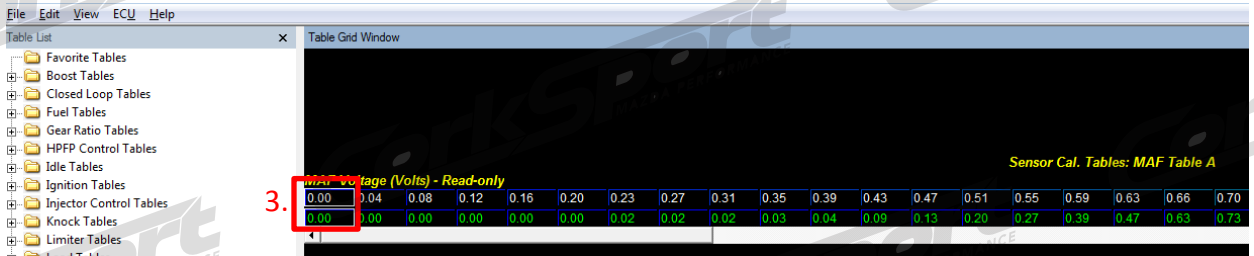 File Edit View ECU Help
Table List x Table Grid Window
Favorite Tables
Boost Tables
Closed Loop Tables
Fuel Tables
Gear Ratio Tables
HPFP Control Tables
Idle Tables
Ignition Tables
Injector Control Tables
Knock Tables
Limiter Tables
CorkSport
MAZDA PERFORMANCE
Sensor Cal. Tables: MAF Table A
MAF Voltage (Volts) - Read-only
3.
0.00 0.04 0.08 0.12 0.16 0.20 0.23 0.27 0.31 0.35 0.39 0.43 0.47 0.51 0.55 0.59 0.63 0.66 0.70
0.00 0.00 0.00 0.00 0.00 0.00 0.02 0.02 0.02 0.03 0.04 0.09 0.13 0.20 0.27 0.39 0.47 0.63 0.73